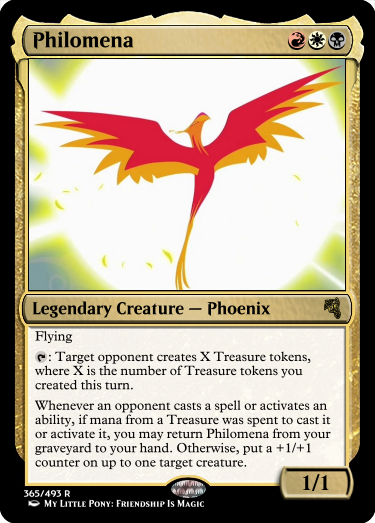 Philomena
Legendary Creature — Phoenix
Flying
: Target opponent creates X Treasure tokens,
where X is the number of Treasure tokens you
created this turn.
Whenever an opponent casts a spell or activates an
ability, if mana from a Treasure was spent to cast it
or activate it, you may return Philomena from your
graveyard to your hand. Otherwise, put a +1/+1
counter on up to one target creature.
1/1
365/493 R
My Little Pony: Friendship Is Magic